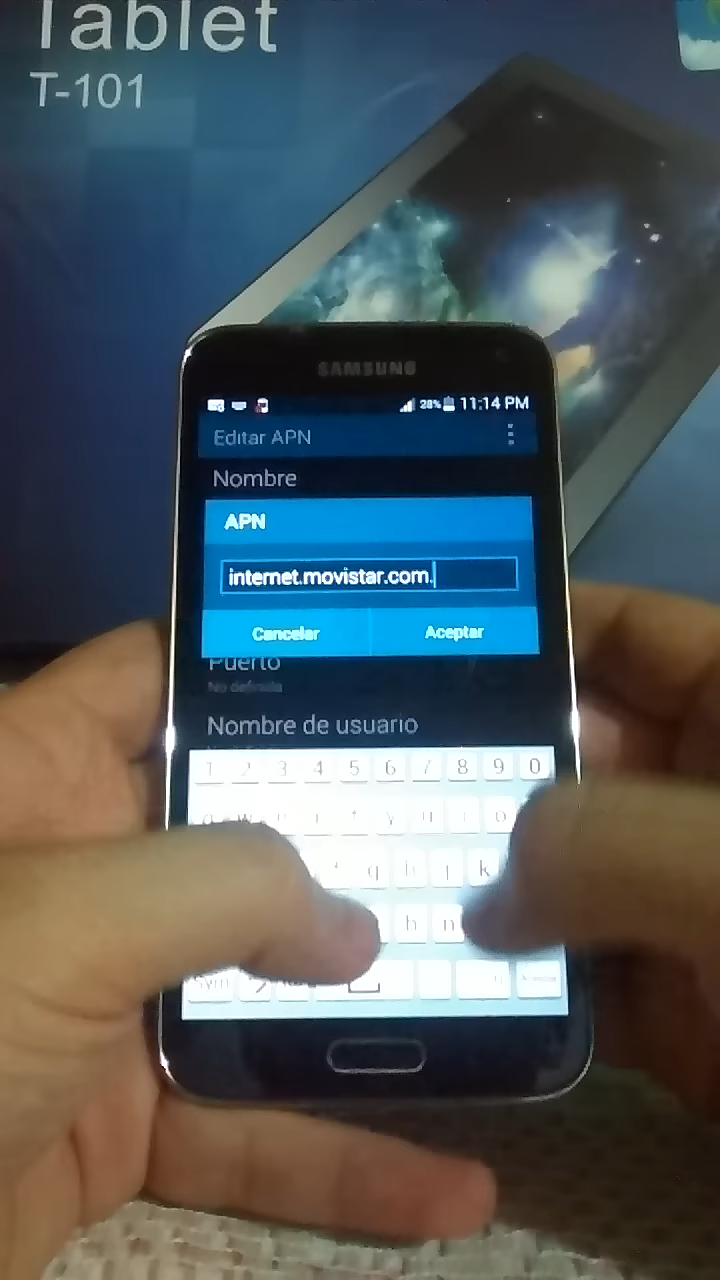 Tablet
T-101
SAMSUNG
28% 11:14 PM
Editar APN
Nombre
APN
internet.movistar.com.
Cancelar Aceptar
Puerto
No definido
Nombre de usuario
1 2 3 4 5 6 7 8 9 0
w t y u i o
g h j k
b n
Sym